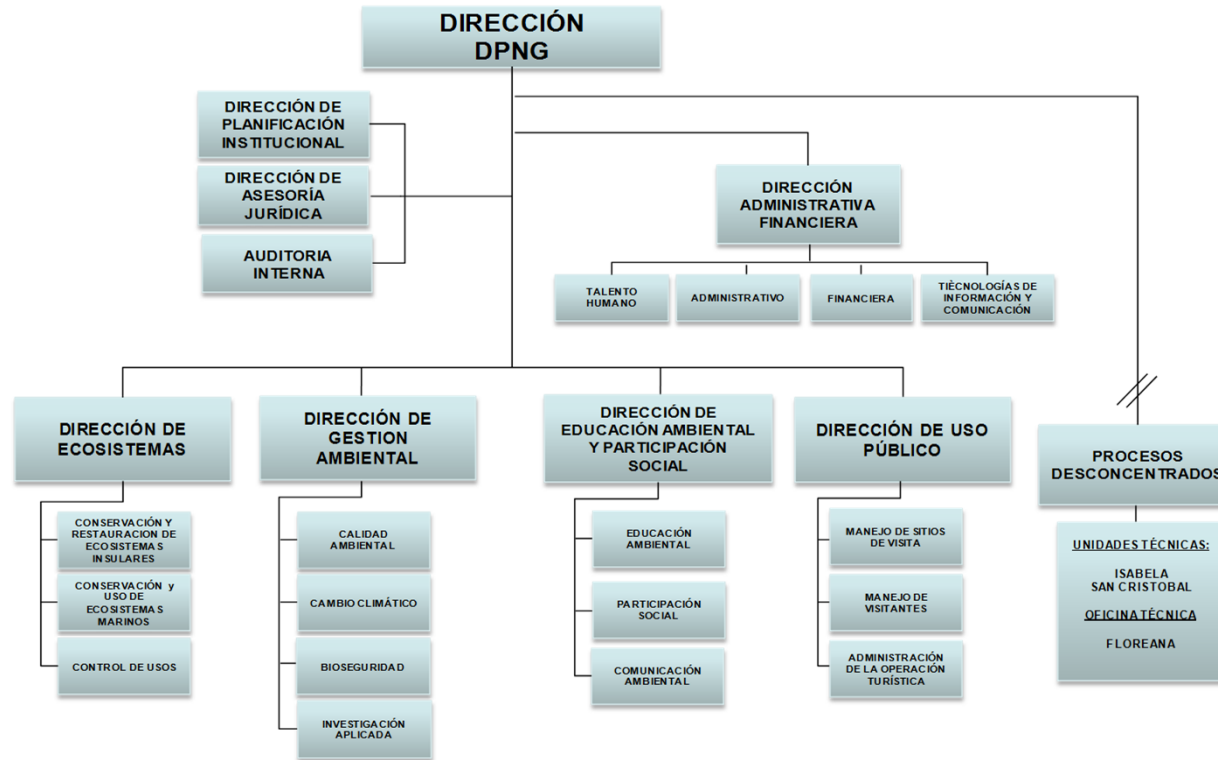 DIRECCIÓN
DPNG
DIRECCIÓN DE
PLANIFICACIÓN
INSTITUCIONAL
DIRECCIÓN DE
ASESORÍA
JURÍDICA
AUDITORIA
INTERNA
DIRECCIÓN
ADMINISTRATIVA
FINANCIERA
TALENTO
HUMANO
ADMINISTRATIVO
FINANCIERA
TIÈCNOLOGÍAS DE
INFORMACIÓN Y
COMUNICACIÓN
DIRECCIÓN DE
ECOSISTEMAS
CONSERVACIÓN Y
RESTAURACION DE
ECOSISTEMAS
INSULARES
CONSERVACIÓN y
USO DE
ECOSISTEMAS
MARINOS
CONTROL DE USOS
DIRECCIÓN DE
GESTION
AMBIENTAL
CALIDAD
AMBIENTAL
CAMBIO CLIMÁTICO
BIOSEGURIDAD
INVESTIGACIÓN
APLICADA
DIRECCIÓN DE
EDUCACIÓN AMBIENTAL
Y PARTICIPACIÓN
SOCIAL
EDUCACIÓN
AMBIENTAL
PARTICIPACIÓN
SOCIAL
COMUNICACIÓN
AMBIENTAL
DIRECCIÓN DE USO
PÚBLICO
MANEJO DE SITIOS
DE VISITA
MANEJO DE
VISITANTES
ADMINISTRACIÓN
DE LA OPERACIÓN
TURÍSTICA
PROCESOS
DESCONCENTRADOS
UNIDADES TÉCNICAS:
ISABELA
SAN CRISTOBAL
OFICINA TÉCNICA
FLOREANA